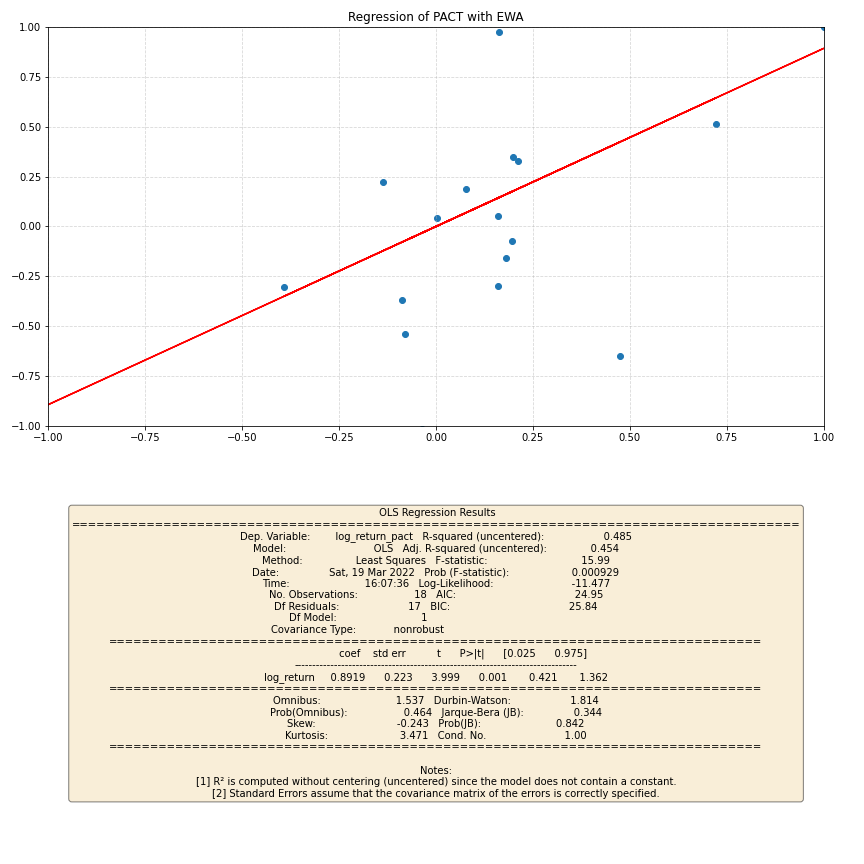 Regression of PACT with EWA
1.00
0.75
0.50
0.25
0.00
−0.25
−0.50
−0.75
−1.00
−1.00 −0.75 −0.50 −0.25 0.00 0.25 0.50 0.75 1.00
OLS Regression Results
==============================================================================
Dep. Variable: log_return_pact R-squared (uncentered): 0.485
Model: OLS Adj. R-squared (uncentered): 0.454
Method: Least Squares F-statistic: 15.99
Date: Sat, 19 Mar 2022 Prob (F-statistic): 0.000929
Time: 16:07:36 Log-Likelihood: -11.477
No. Observations: 18 AIC: 24.95
Df Residuals: 17 BIC: 25.84
Df Model: 1
Covariance Type: nonrobust
==============================================================================
coef std err t P>|t| [0.025 0.975]
------------------------------------------------------------------------------
log_return 0.8919 0.223 3.999 0.001 0.421 1.362
==============================================================================
Omnibus: 1.537 Durbin-Watson: 1.814
Prob(Omnibus): 0.464 Jarque-Bera (JB): 0.344
Skew: -0.243 Prob(JB): 0.842
Kurtosis: 3.471 Cond. No. 1.00
==============================================================================
Notes:
[1] R² is computed without centering (uncentered) since the model does not contain a constant.
[2] Standard Errors assume that the covariance matrix of the errors is correctly specified.